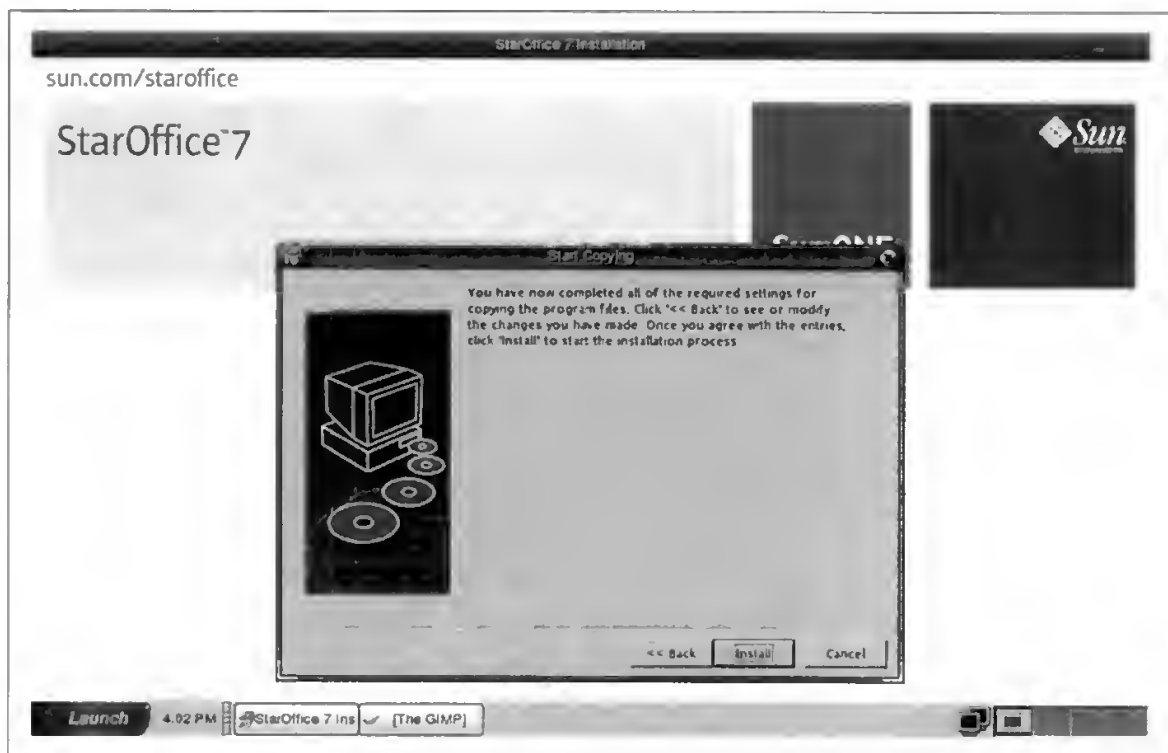 StarOffice 7 Installation
sun.com/staroffice
StarOffice™7
Sun
Start Copying
You have now completed all of the required settings for
copying the program files. Click "<< Back" to see or modify
the changes you have made. Once you agree with the entries,
click "Install" to start the installation process
<< Back Install Cancel
Launch 4:02 PM StarOffice 7 Ins [The GIMP]